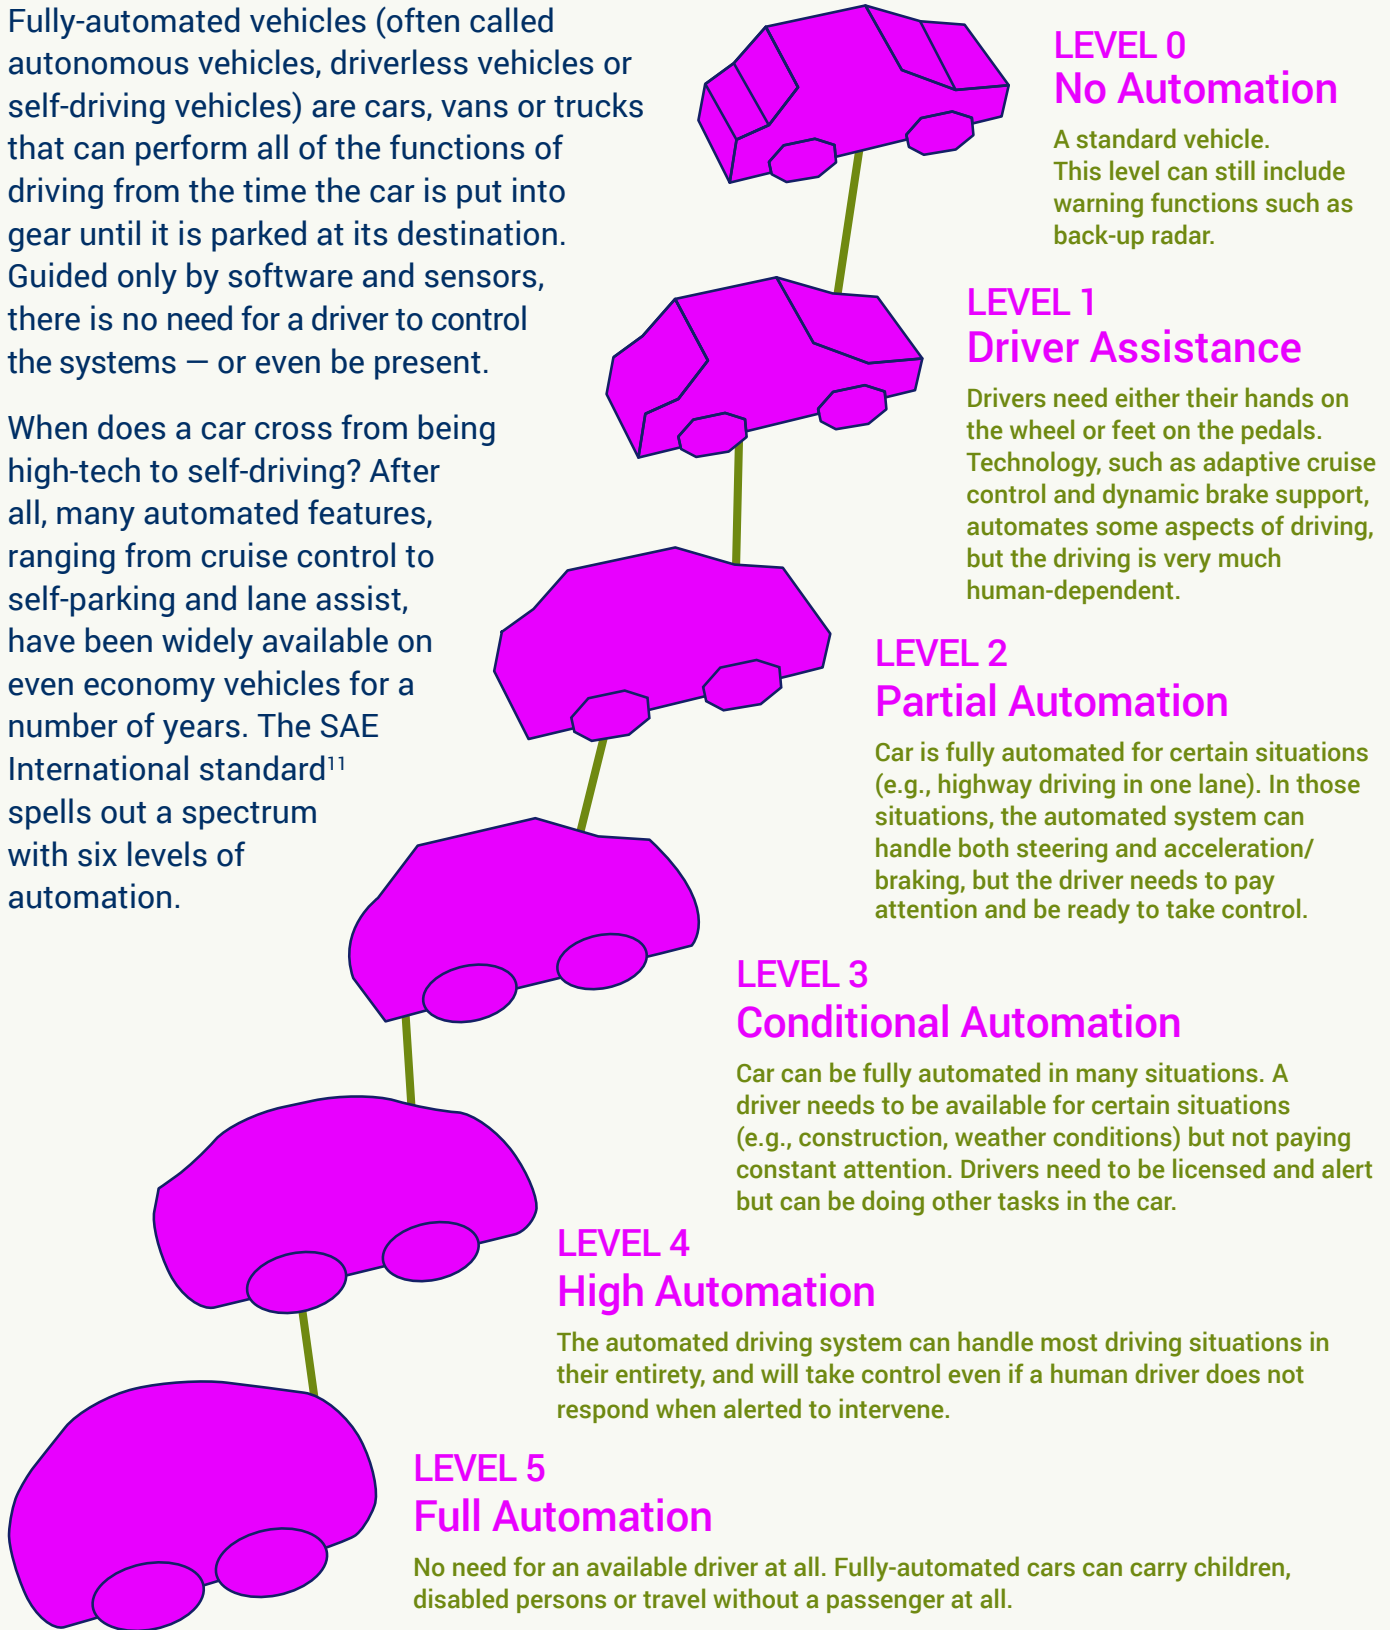 Fully-automated vehicles (often called
autonomous vehicles, driverless vehicles or
self-driving vehicles) are cars, vans or trucks
that can perform all of the functions of
driving from the time the car is put into
gear until it is parked at its destination.
Guided only by software and sensors,
there is no need for a driver to control
the systems — or even be present.
When does a car cross from being
high-tech to self-driving? After
all, many automated features,
ranging from cruise control to
self-parking and lane assist,
have been widely available on
even economy vehicles for a
number of years. The SAE
International standard¹¹
spells out a spectrum
with six levels of
automation.
LEVEL 0
No Automation
A standard vehicle.
This level can still include
warning functions such as
back-up radar.
LEVEL 1
Driver Assistance
Drivers need either their hands on
the wheel or feet on the pedals.
Technology, such as adaptive cruise
control and dynamic brake support,
automates some aspects of driving,
but the driving is very much
human-dependent.
LEVEL 2
Partial Automation
Car is fully automated for certain situations
(e.g., highway driving in one lane). In those
situations, the automated system can
handle both steering and acceleration/
braking, but the driver needs to pay
attention and be ready to take control.
LEVEL 3
Conditional Automation
Car can be fully automated in many situations. A
driver needs to be available for certain situations
(e.g., construction, weather conditions) but not paying
constant attention. Drivers need to be licensed and alert
but can be doing other tasks in the car.
LEVEL 4
High Automation
The automated driving system can handle most driving situations in
their entirety, and will take control even if a human driver does not
respond when alerted to intervene.
LEVEL 5
Full Automation
No need for an available driver at all. Fully-automated cars can carry children,
disabled persons or travel without a passenger at all.